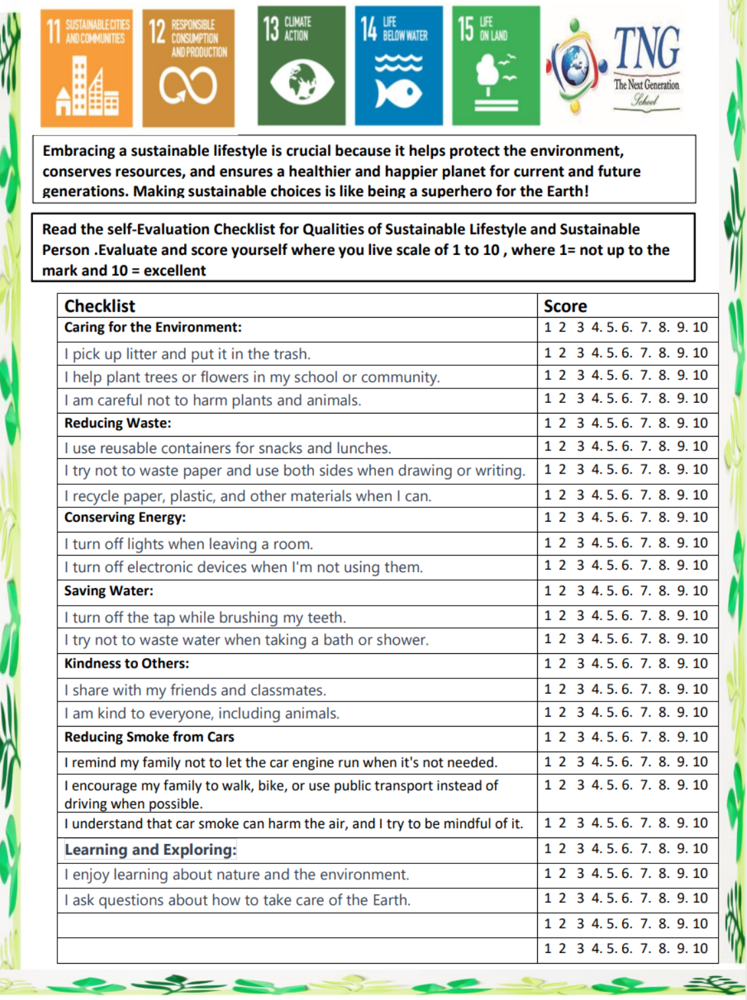 11 SUSTAINABLE CITIES
AND COMMUNITIES
12 RESPONSIBLE
CONSUMPTION
AND PRODUCTION
13 CLIMATE
ACTION
14 LIFE
BELOW WATER
15 LIFE
ON LAND
TNG
The Next Generation
School
Embracing a sustainable lifestyle is crucial because it helps protect the environment,
conserves resources, and ensures a healthier and happier planet for current and future
generations. Making sustainable choices is like being a superhero for the Earth!
Read the self-Evaluation Checklist for Qualities of Sustainable Lifestyle and Sustainable
Person .Evaluate and score yourself where you live scale of 1 to 10 , where 1= not up to the
mark and 10 = excellent
Checklist Score
Caring for the Environment: 1 2 3 4. 5. 6. 7. 8. 9. 10
I pick up litter and put it in the trash. 1 2 3 4. 5. 6. 7. 8. 9. 10
I help plant trees or flowers in my school or community. 1 2 3 4. 5. 6. 7. 8. 9. 10
I am careful not to harm plants and animals. 1 2 3 4. 5. 6. 7. 8. 9. 10
Reducing Waste: 1 2 3 4. 5. 6. 7. 8. 9. 10
I use reusable containers for snacks and lunches. 1 2 3 4. 5. 6. 7. 8. 9. 10
I try not to waste paper and use both sides when drawing or writing. 1 2 3 4. 5. 6. 7. 8. 9. 10
I recycle paper, plastic, and other materials when I can. 1 2 3 4. 5. 6. 7. 8. 9. 10
Conserving Energy: 1 2 3 4. 5. 6. 7. 8. 9. 10
I turn off lights when leaving a room. 1 2 3 4. 5. 6. 7. 8. 9. 10
I turn off electronic devices when I'm not using them. 1 2 3 4. 5. 6. 7. 8. 9. 10
Saving Water: 1 2 3 4. 5. 6. 7. 8. 9. 10
I turn off the tap while brushing my teeth. 1 2 3 4. 5. 6. 7. 8. 9. 10
I try not to waste water when taking a bath or shower. 1 2 3 4. 5. 6. 7. 8. 9. 10
Kindness to Others: 1 2 3 4. 5. 6. 7. 8. 9. 10
I share with my friends and classmates. 1 2 3 4. 5. 6. 7. 8. 9. 10
I am kind to everyone, including animals. 1 2 3 4. 5. 6. 7. 8. 9. 10
Reducing Smoke from Cars 1 2 3 4. 5. 6. 7. 8. 9. 10
I remind my family not to let the car engine run when it's not needed. 1 2 3 4. 5. 6. 7. 8. 9. 10
I encourage my family to walk, bike, or use public transport instead of 1 2 3 4. 5. 6. 7. 8. 9. 10
driving when possible.
I understand that car smoke can harm the air, and I try to be mindful of it. 1 2 3 4. 5. 6. 7. 8. 9. 10
Learning and Exploring: 1 2 3 4. 5. 6. 7. 8. 9. 10
I enjoy learning about nature and the environment. 1 2 3 4. 5. 6. 7. 8. 9. 10
I ask questions about how to take care of the Earth. 1 2 3 4. 5. 6. 7. 8. 9. 10
1 2 3 4. 5. 6. 7. 8. 9. 10
1 2 3 4. 5. 6. 7. 8. 9. 10